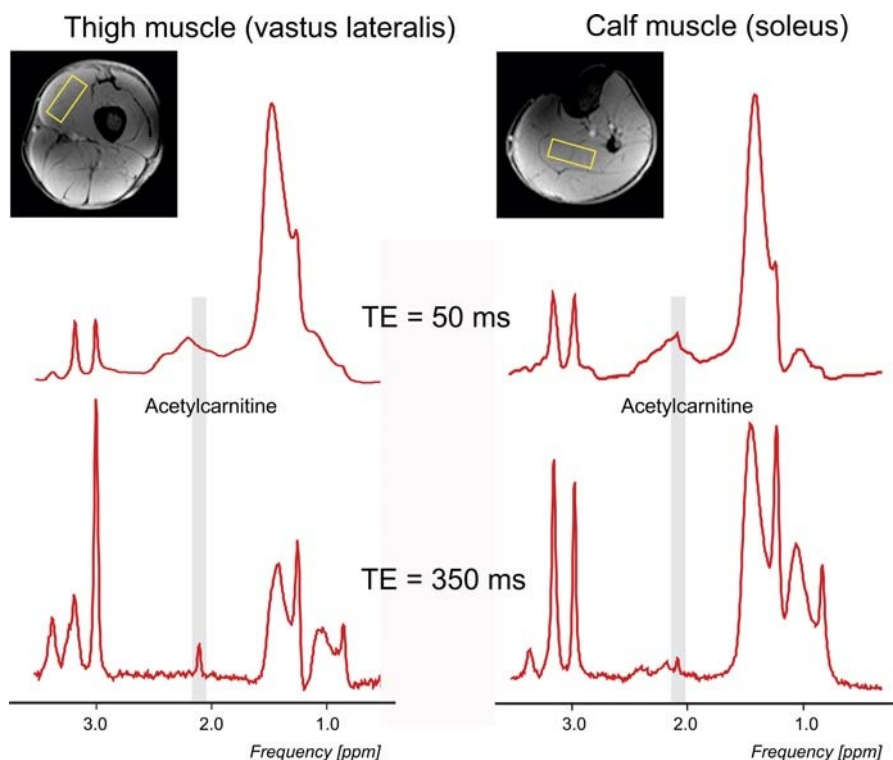 Thigh muscle (vastus lateralis)
Calf muscle (soleus)
TE = 50 ms
Acetylcarnitine
Acetylcarnitine
TE = 350 ms
3.0 2.0 1.0
3.0 2.0 1.0
Frequency [ppm]
Frequency [ppm]